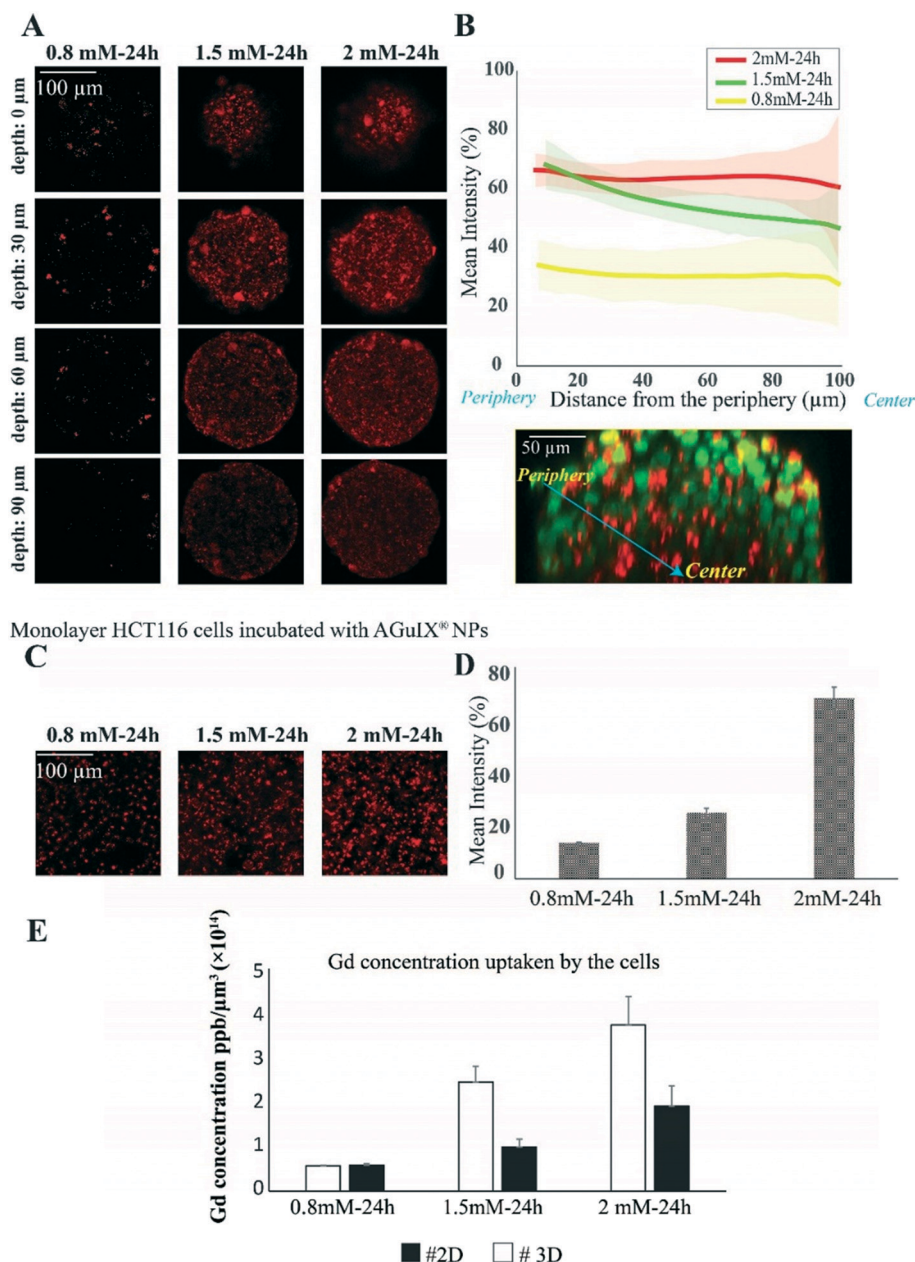 A
0.8 mM-24h 1.5 mM-24h 2 mM-24h
100 µm
depth: 0 µm
depth: 30 µm
depth: 60 µm
depth: 90 µm
B
2mM-24h
1.5mM-24h
0.8mM-24h
Mean Intensity (%)
100
80
60
40
20
0
0 20 40 60 80 100
Periphery Distance from the periphery (µm) Center
50 µm
Periphery
Center
Monolayer HCT116 cells incubated with AGuIX® NPs
C
0.8 mM-24h 1.5 mM-24h 2 mM-24h
100 µm
D
Mean Intensity (%)
80
60
40
20
0
0.8mM-24h 1.5mM-24h 2mM-24h
E
Gd concentration uptaken by the cells
Gd concentration ppb/µm³ (×10¹⁴)
5
4
3
2
1
0
0.8mM-24h 1.5mM-24h 2 mM-24h
#2D # 3D